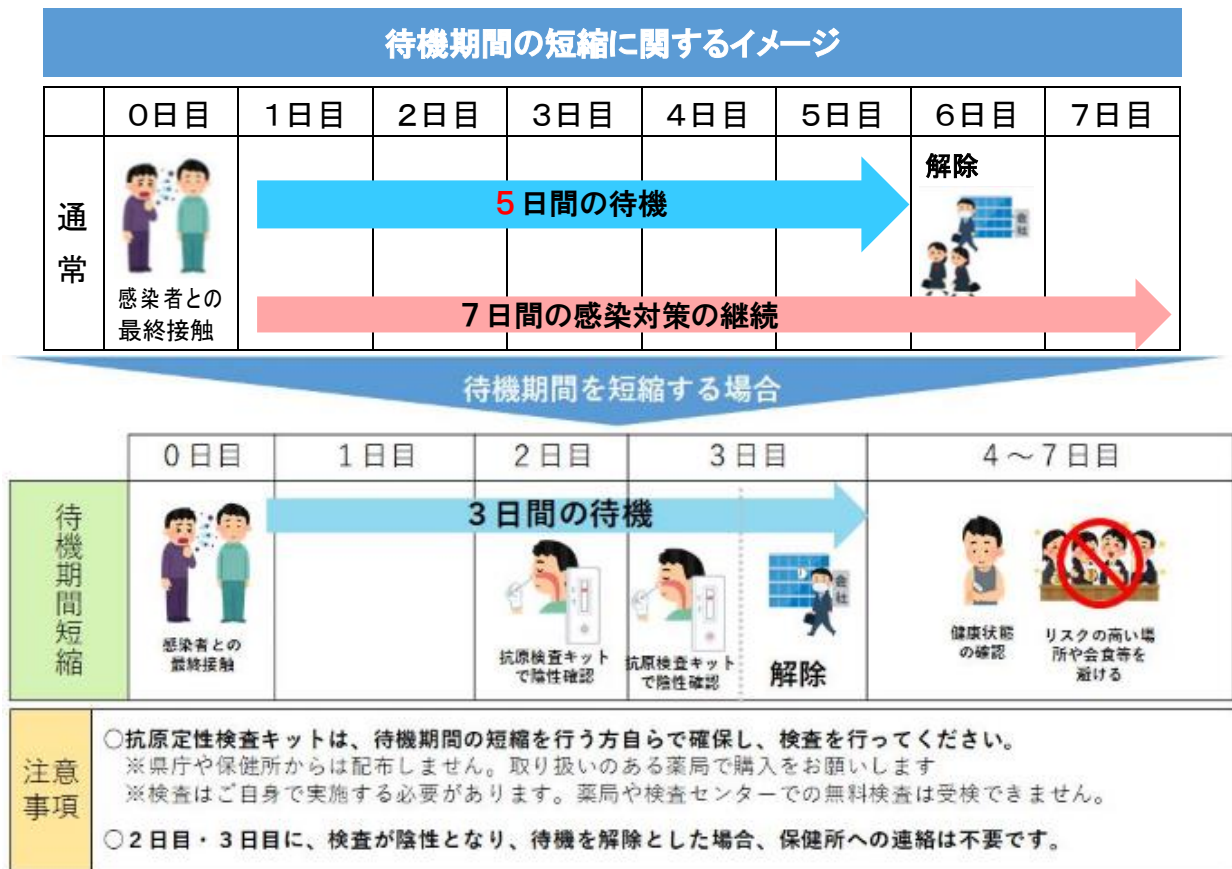 待機期間の短縮に関するイメージ
0日目 1日目 2日目 3日目 4日目 5日目 6日目 7日目
通常
感染者との
最終接触
5日間の待機
解除
会社
7日間の感染対策の継続
待機期間を短縮する場合
0日目 1日目 2日目 3日目 4～7日目
待機期間短縮
感染者との
最終接触
3日間の待機
抗原検査キット
で陰性確認
抗原検査キット
で陰性確認
会社
解除
健康状態
の確認
リスクの高い場
所や会食等を
避ける
注意
事項
○抗原定性検査キットは、待機期間の短縮を行う方自らで確保し、検査を行ってください。
※県庁や保健所からは配布しません。取り扱いのある薬局で購入をお願いします
※検査はご自身で実施する必要があります。薬局や検査センターでの無料検査は受検できません。
○2日目・3日目に、検査が陰性となり、待機を解除とした場合、保健所への連絡は不要です。